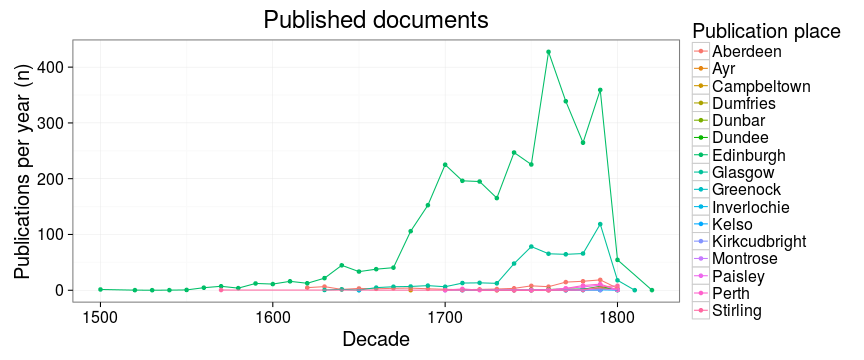 Published documents
Publications per year (n)
400
300
200
100
0
1500
1600
1700
1800
Decade
Publication place
Aberdeen
Ayr
Campbeltown
Dumfries
Dunbar
Dundee
Edinburgh
Glasgow
Greenock
Inverlochie
Kelso
Kirkcudbright
Montrose
Paisley
Perth
Stirling